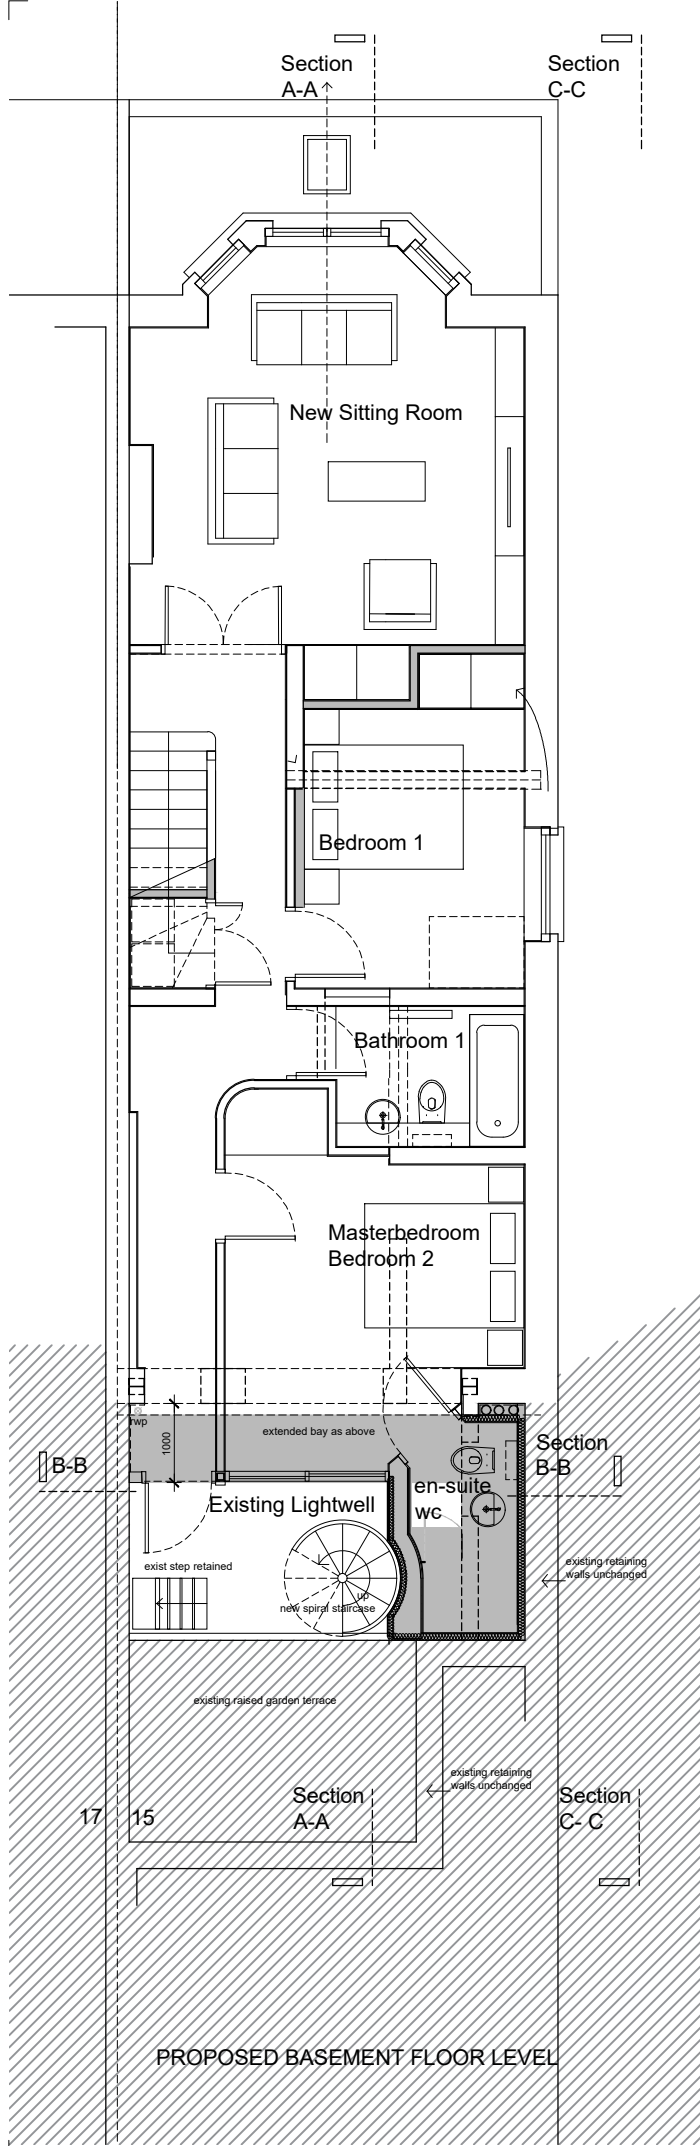 Section
A-A
Section
C-C
New Sitting Room
Bedroom 1
Bathroom 1
Masterbedroom
Bedroom 2
rwp
1000
extended bay as above
B-B
Section
B-B
en-suite
wc
Existing Lightwell
exist step retained
up
new spiral staircase
existing retaining
walls unchanged
existing raised garden terrace
existing retaining
walls unchanged
17
15
Section
A-A
Section
C- C
PROPOSED BASEMENT FLOOR LEVEL